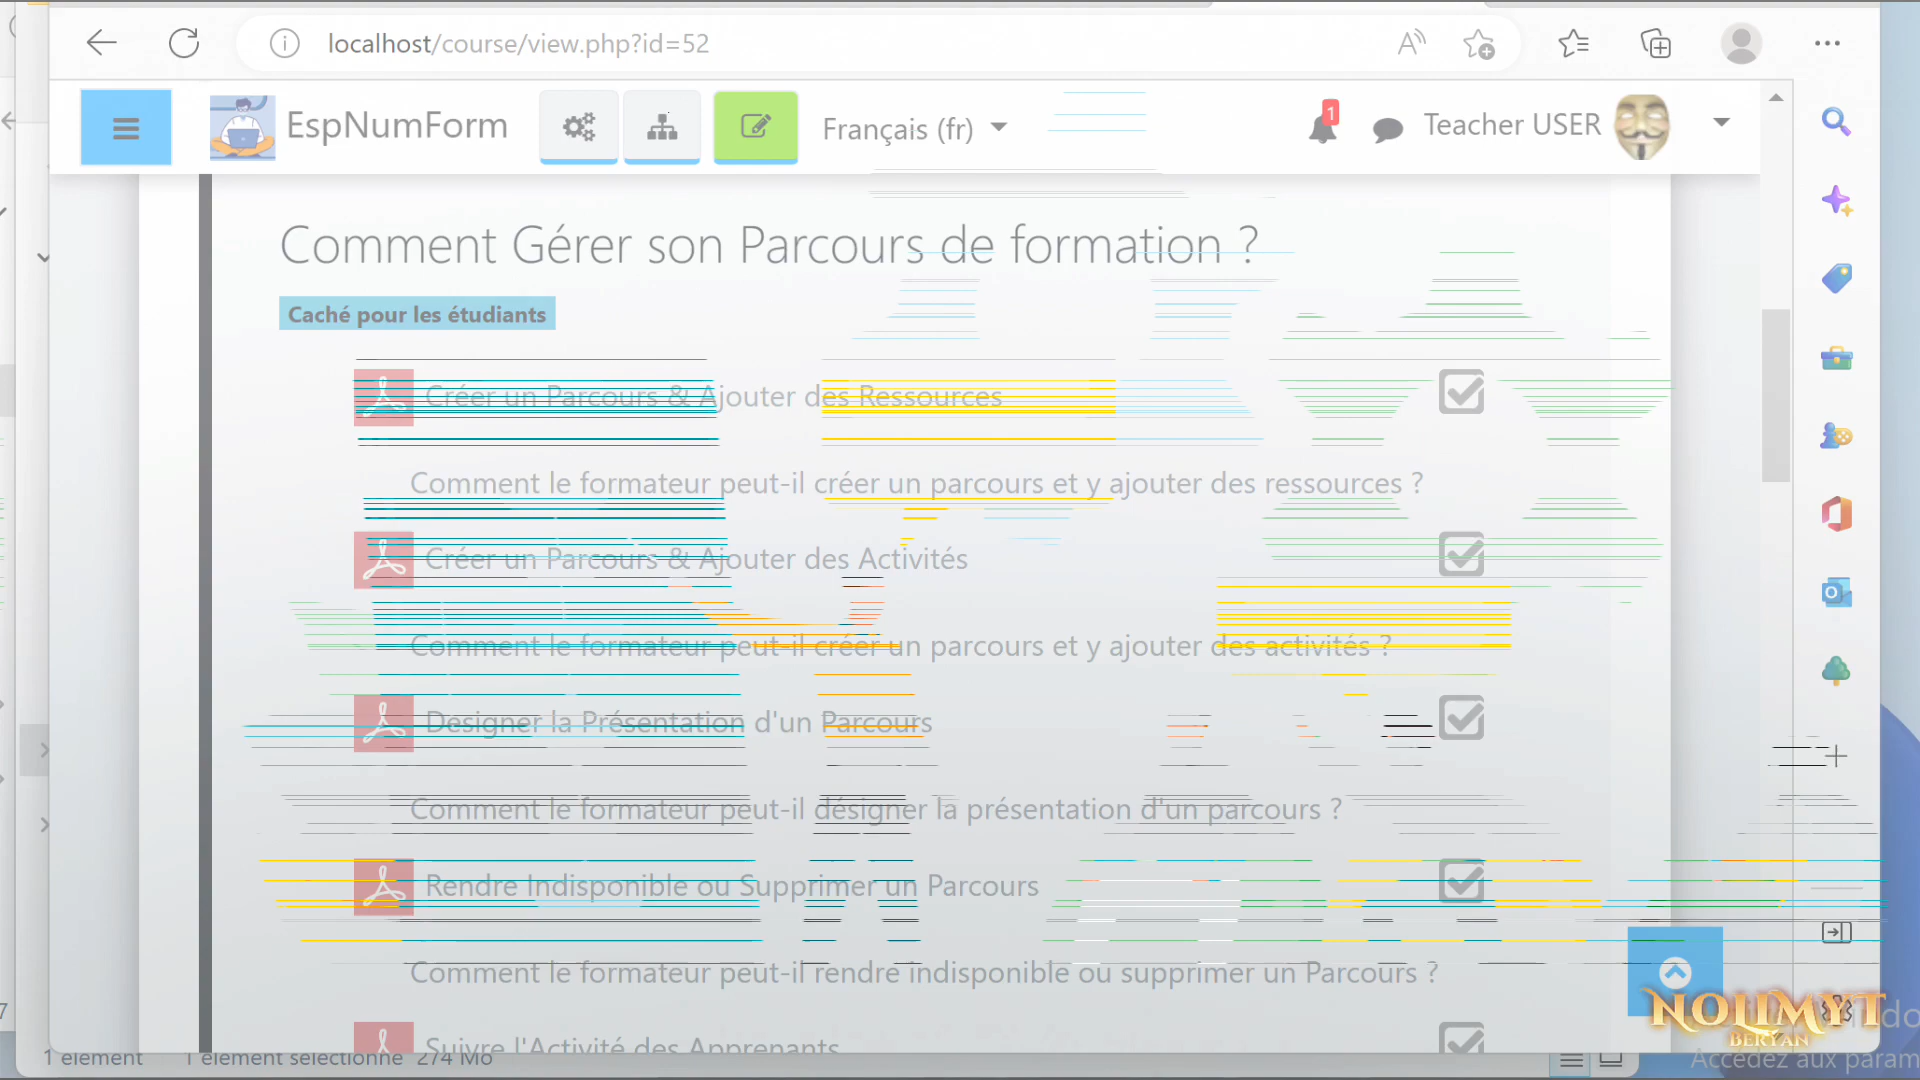 localhost/course/view.php?id=52
EspNumForm
Français (fr)
1
Teacher USER
Comment Gérer son Parcours de formation ?
Caché pour les étudiants
Créer un Parcours & Ajouter des Ressources
Comment le formateur peut-il créer un parcours et y ajouter des ressources ?
Créer un Parcours & Ajouter des Activités
Comment le formateur peut-il créer un parcours et y ajouter des activités ?
Désigner la Présentation d'un Parcours
Comment le formateur peut-il désigner la présentation d'un parcours ?
Rendre Indisponible ou Supprimer un Parcours
Comment le formateur peut-il rendre indisponible ou supprimer un Parcours ?
Suivre l'Activité des Apprenants
NOLIMYT
BERYAN
1 élément 1 élément sélectionné 274 Mo
Accédez aux param